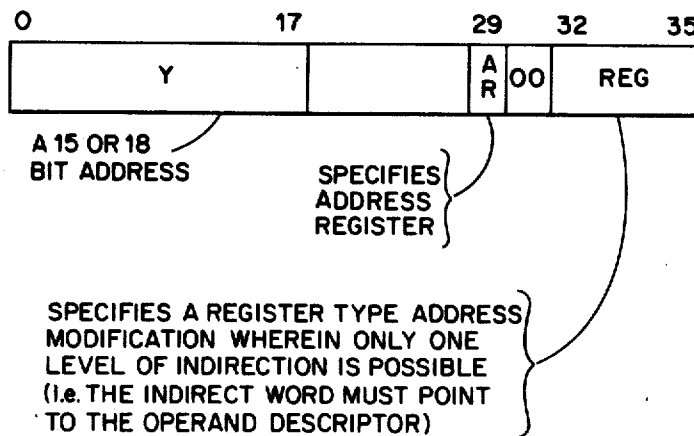 0 17 29 32 35
Y A R 00 REG
A 15 OR 18
BIT ADDRESS
SPECIFIES
ADDRESS
REGISTER
SPECIFIES A REGISTER TYPE ADDRESS
MODIFICATION WHEREIN ONLY ONE
LEVEL OF INDIRECTION IS POSSIBLE
(i.e. THE INDIRECT WORD MUST POINT
TO THE OPERAND DESCRIPTOR)